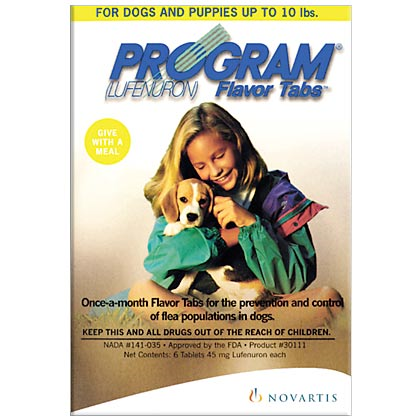 FOR DOGS AND PUPPIES UP TO 10 lbs.
PROGRAM®
(LUFENURON) Flavor Tabs™
GIVE
WITH A
MEAL
Once-a-month Flavor Tabs for the prevention and control
of flea populations in dogs.
KEEP THIS AND ALL DRUGS OUT OF THE REACH OF CHILDREN.
NADA #141-035 • Approved by the FDA • Product #30111
Net Contents: 6 Tablets 45 mg Lufenuron each
NOVARTIS